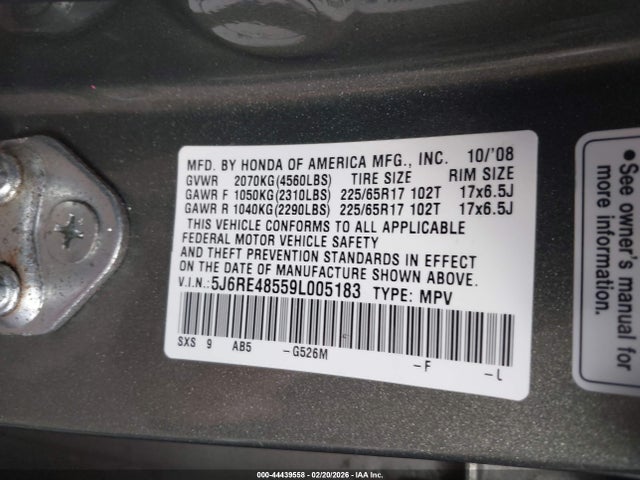 MFD. BY HONDA OF AMERICA MFG., INC. 10/'08
GVWR 2070KG(4560LBS) TIRE SIZE RIM SIZE
GAWR F 1050KG(2310LBS) 225/65R17 102T 17x6.5J
GAWR R 1040KG(2290LBS) 225/65R17 102T 17x6.5J
THIS VEHICLE CONFORMS TO ALL APPLICABLE
FEDERAL MOTOR VEHICLE SAFETY
AND THEFT PREVENTION STANDARDS IN EFFECT
ON THE DATE OF MANUFACTURE SHOWN ABOVE.
V.I.N.:5J6RE48559L005183 TYPE: MPV
SXS 9 AB5 -G526M -F -L
•See owner's manual for
more information.
000-44439558 - 02/20/2026 - IAA Inc.